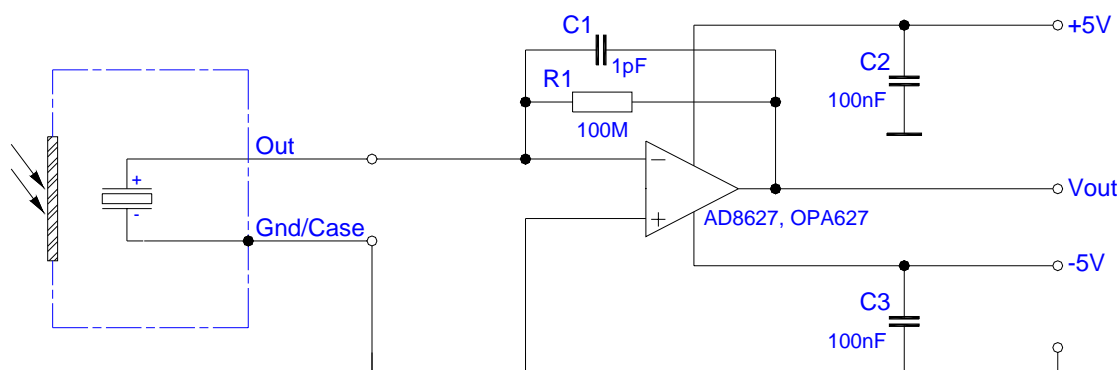 C1
1pF
R1
100M
+5V
C2
100nF
Out
+
-
−
+
Vout
AD8627, OPA627
Gnd/Case
-5V
C3
100nF